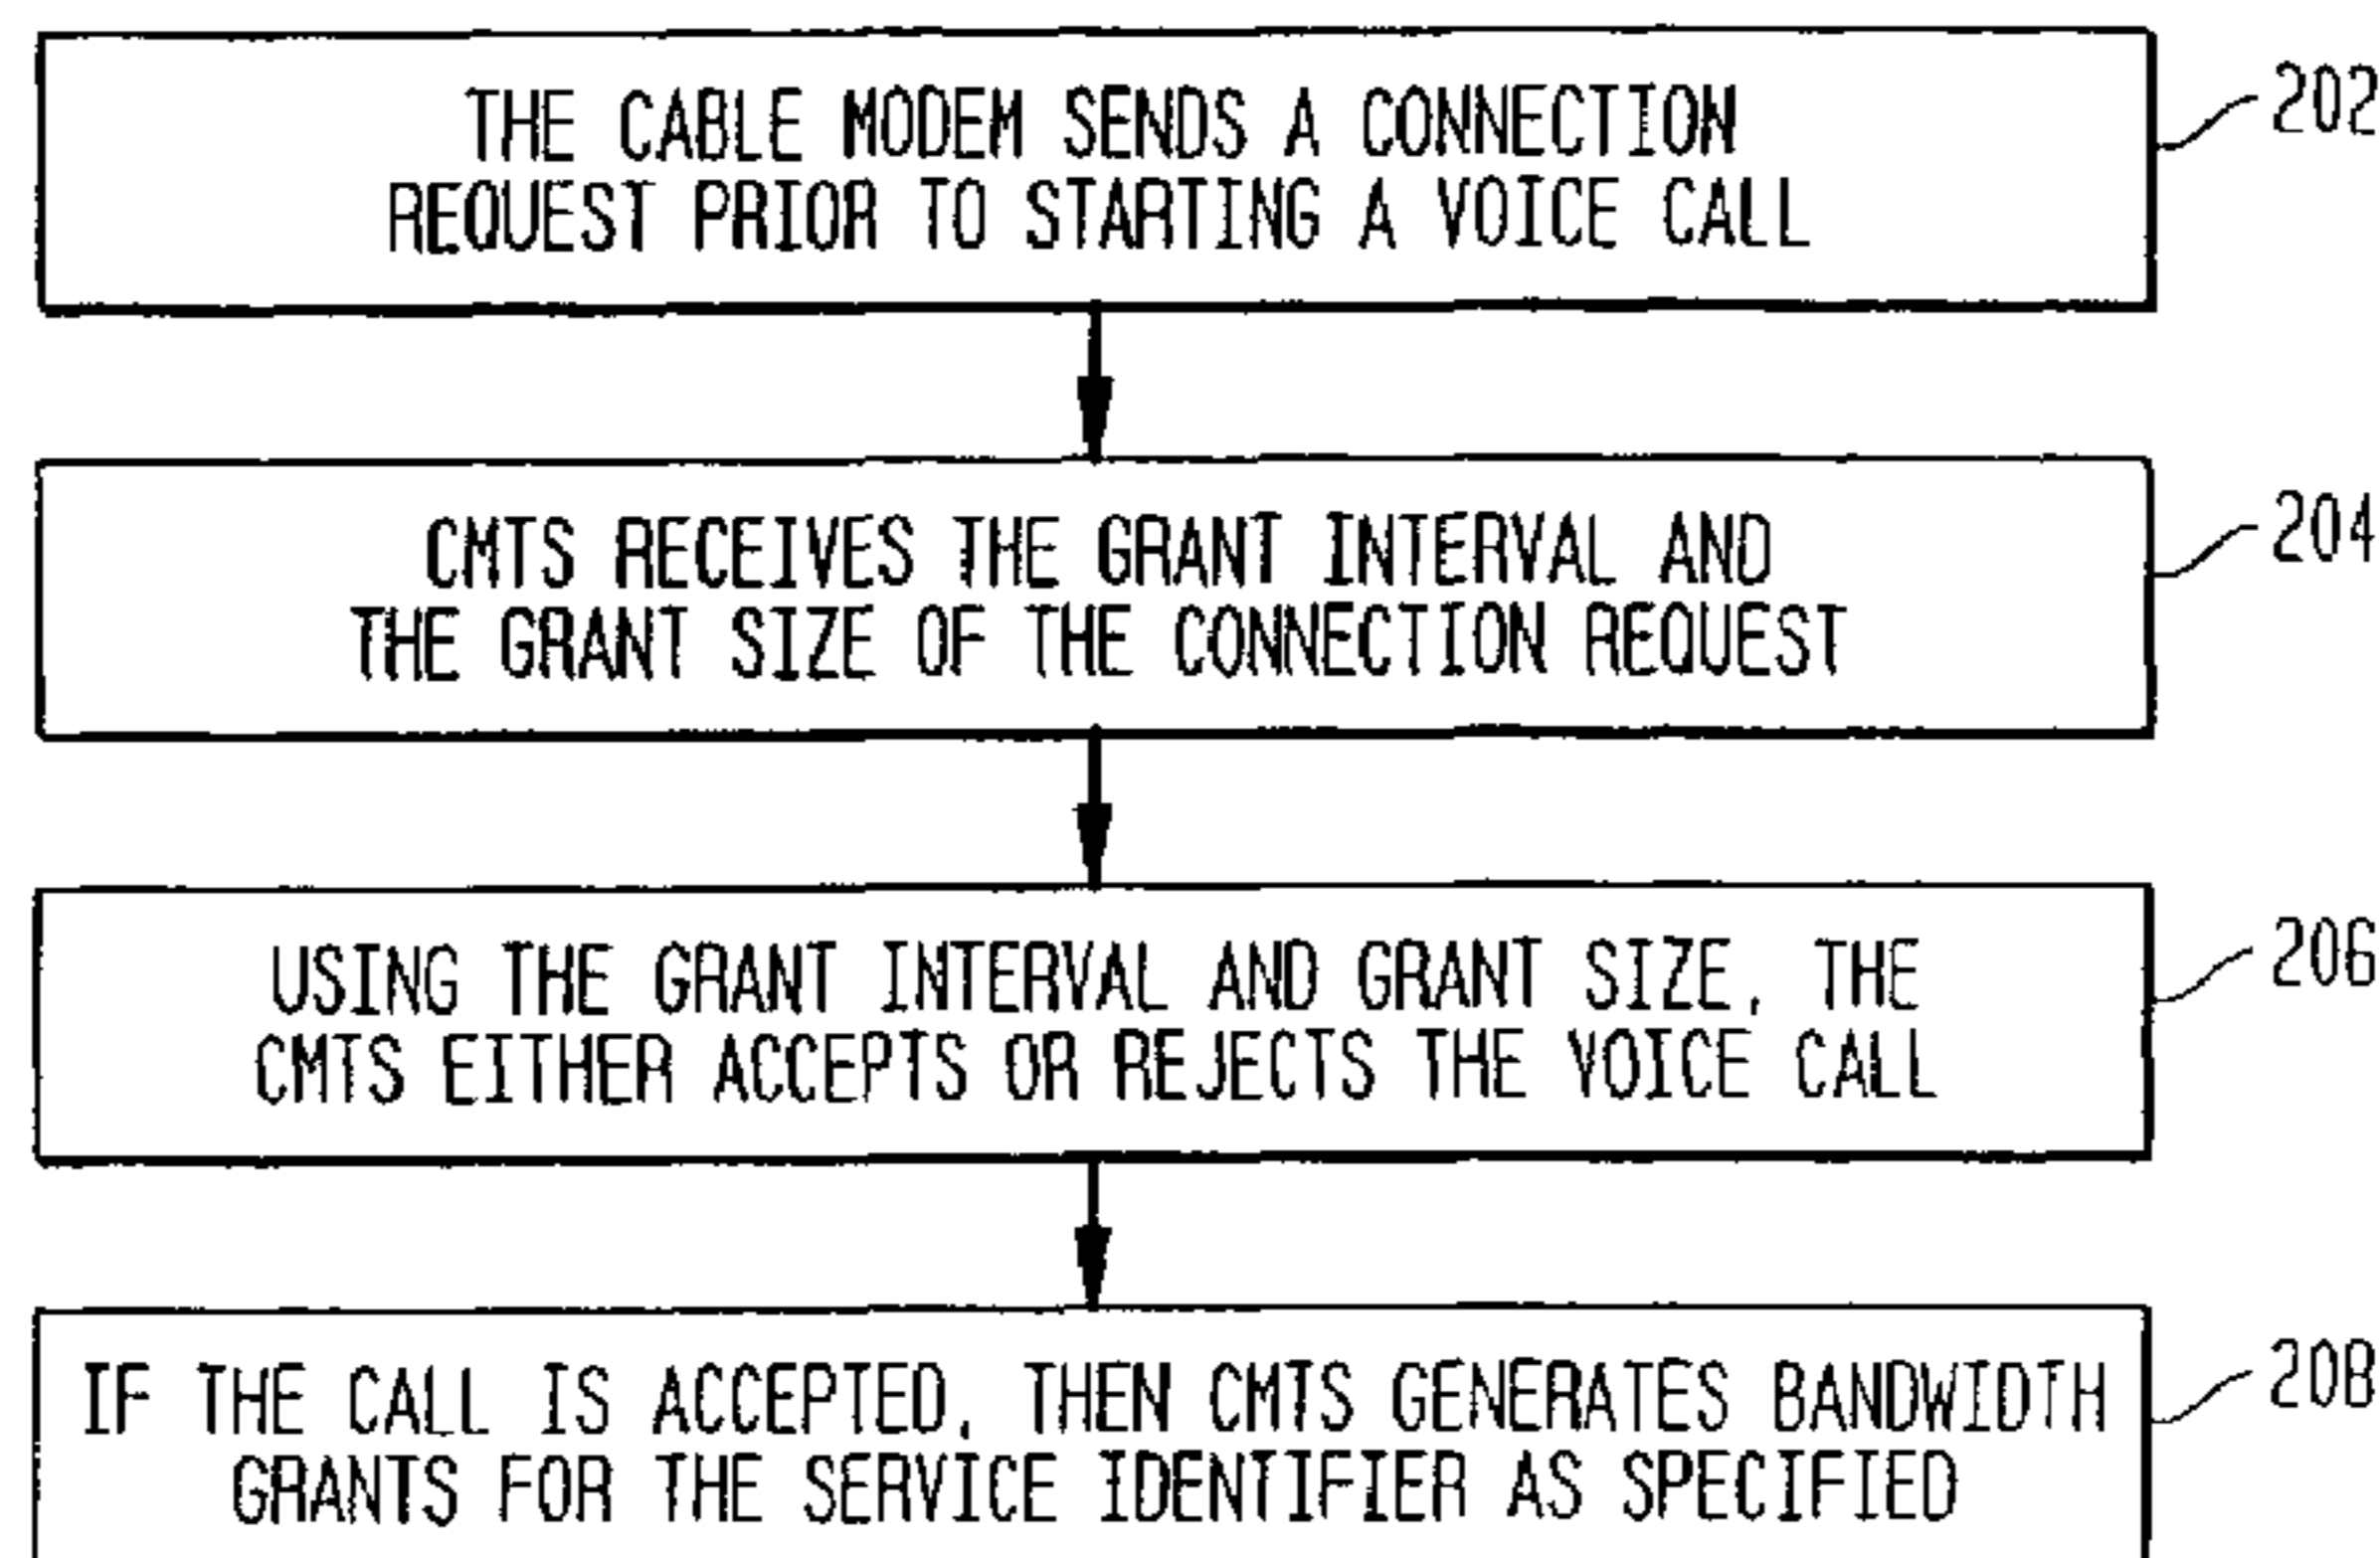 THE CABLE MODEM SENDS A CONNECTION
REQUEST PRIOR TO STARTING A VOICE CALL
202
CMTS RECEIVES THE GRANT INTERVAL AND
THE GRANT SIZE OF THE CONNECTION REQUEST
204
USING THE GRANT INTERVAL AND GRANT SIZE, THE
CMTS EITHER ACCEPTS OR REJECTS THE VOICE CALL
206
IF THE CALL IS ACCEPTED, THEN CMTS GENERATES BANDWIDTH
GRANTS FOR THE SERVICE IDENTIFIER AS SPECIFIED
208